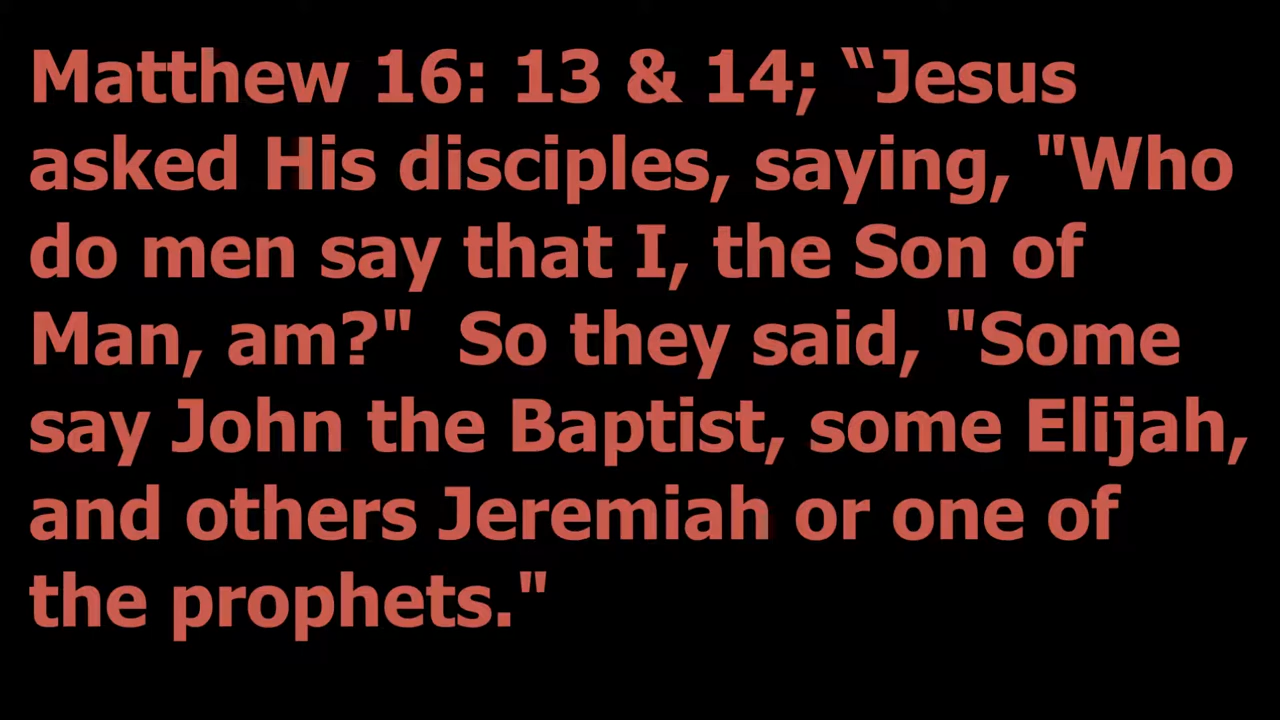 Matthew 16: 13 & 14; “Jesus
asked His disciples, saying, "Who
do men say that I, the Son of
Man, am?"  So they said, "Some
say John the Baptist, some Elijah,
and others Jeremiah or one of
the prophets."